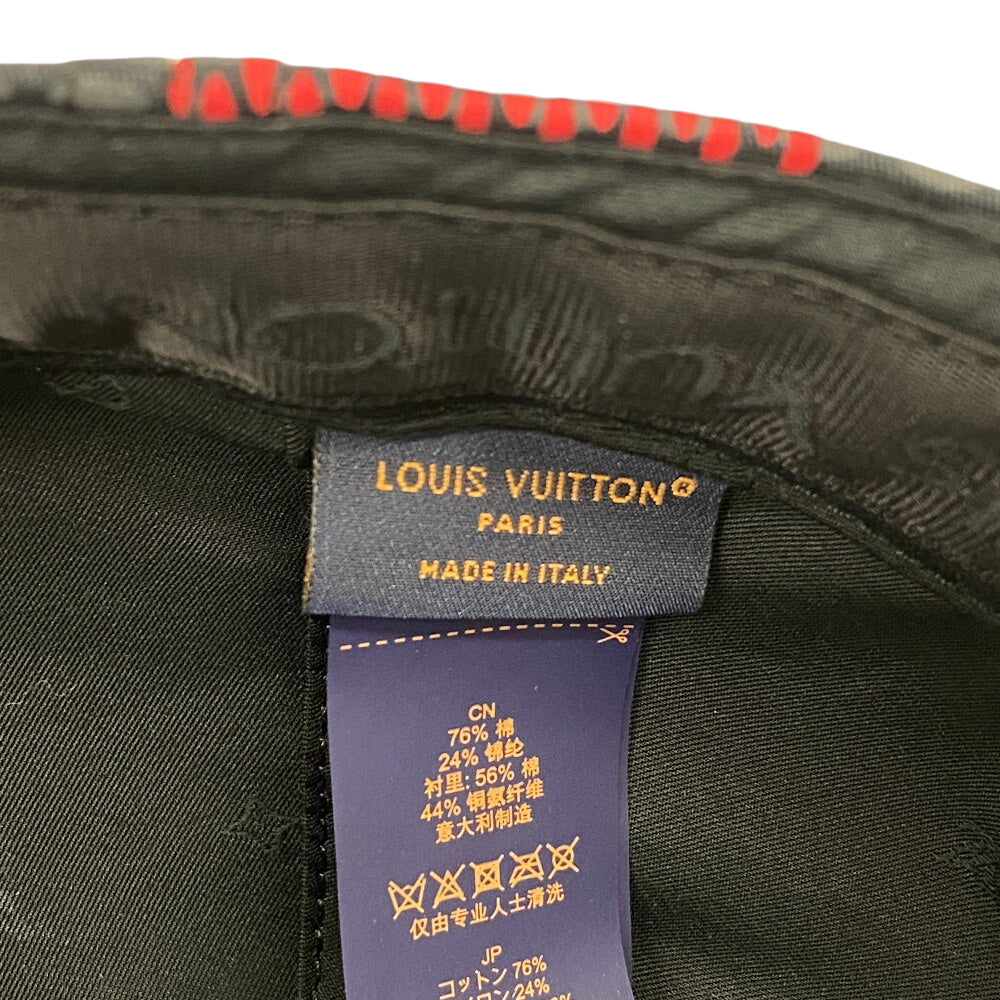 LOUIS VUITTON®
PARIS
MADE IN ITALY
CN
76% 棉
24% 锦纶
衬里: 56% 棉
44% 铜氨纤维
意大利制造
仅由专业人士清洗
JP
コットン 76%
24%